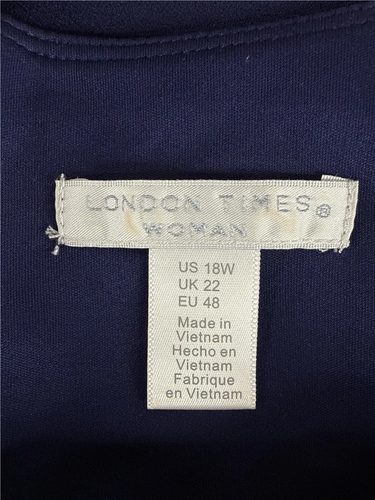 LONDON TIMES®
WOMAN
US 18W
UK 22
EU 48
Made in
Vietnam
Hecho en
Vietnam
Fabrique
en Vietnam